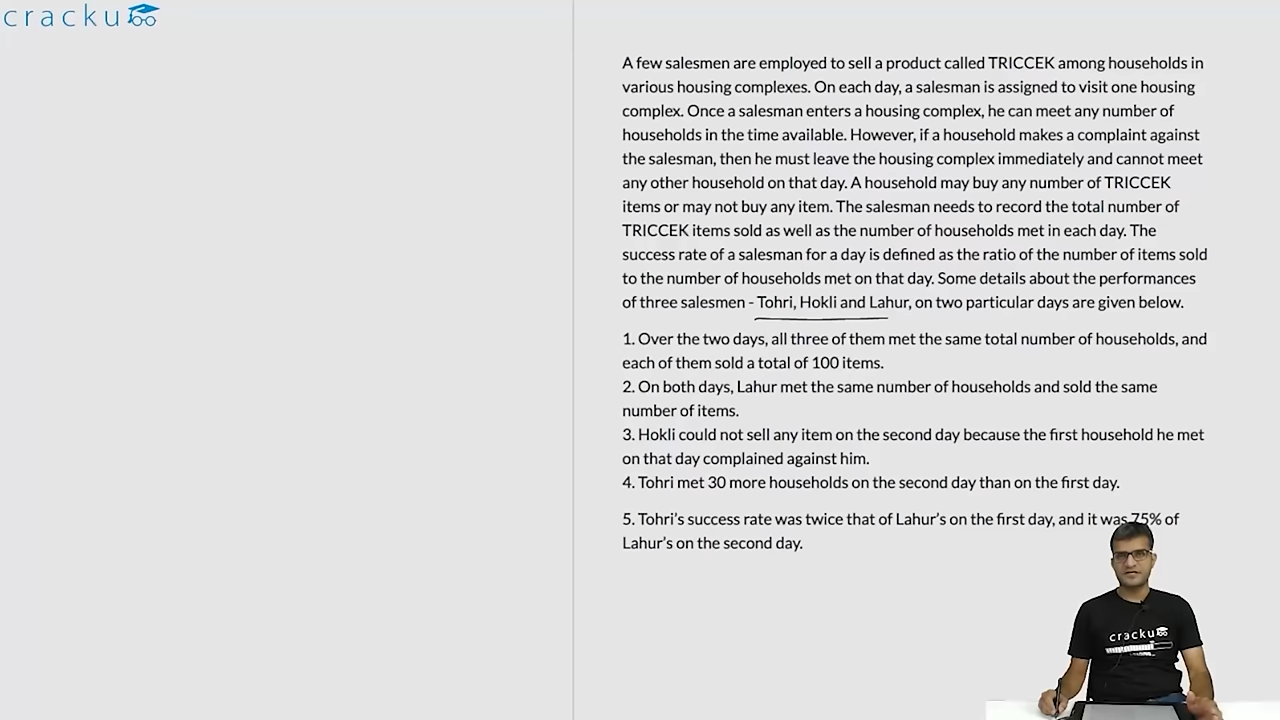 cracku
A few salesmen are employed to sell a product called TRICCEK among households in
various housing complexes. On each day, a salesman is assigned to visit one housing
complex. Once a salesman enters a housing complex, he can meet any number of
households in the time available. However, if a household makes a complaint against
the salesman, then he must leave the housing complex immediately and cannot meet
any other household on that day. A household may buy any number of TRICCEK
items or may not buy any item. The salesman needs to record the total number of
TRICCEK items sold as well as the number of households met in each day. The
success rate of a salesman for a day is defined as the ratio of the number of items sold
to the number of households met on that day. Some details about the performances
of three salesmen - Tohri, Hokli and Lahur, on two particular days are given below.
1. Over the two days, all three of them met the same total number of households, and
each of them sold a total of 100 items.
2. On both days, Lahur met the same number of households and sold the same
number of items.
3. Hokli could not sell any item on the second day because the first household he met
on that day complained against him.
4. Tohri met 30 more households on the second day than on the first day.
5. Tohri's success rate was twice that of Lahur's on the first day, and it was 75% of
Lahur's on the second day.
cracku